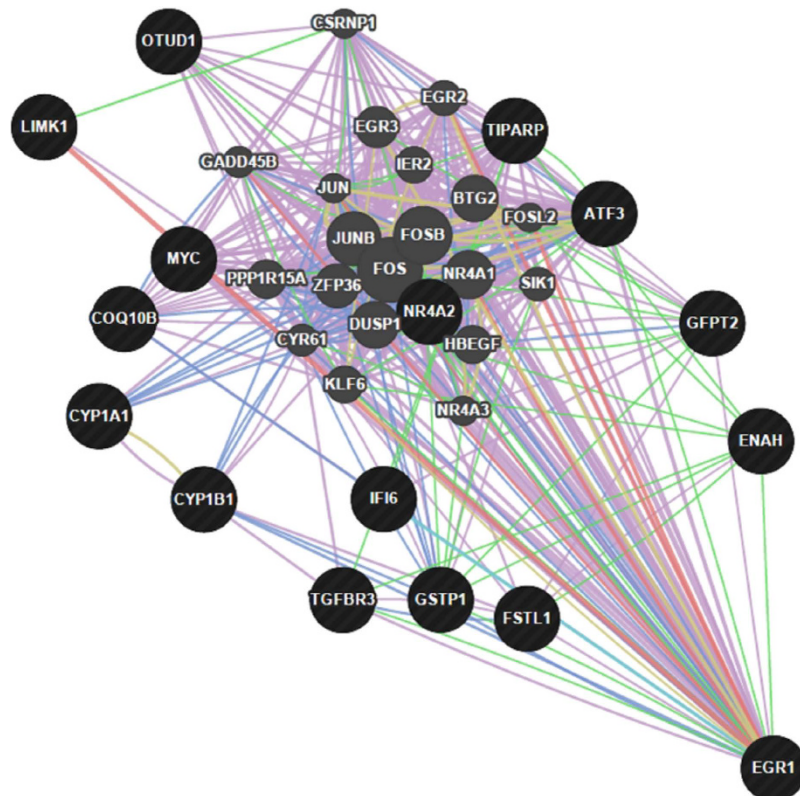 CSRNP1
OTUD1
EGR2
LIMK1
EGR3
TIPARP
GADD45B
IER2
JUN
BTG2
FOSL2
ATF3
JUNB
FOSB
MYC
FOS
PPP1R15A
ZFP36
NR4A1
SIK1
COQ10B
NR4A2
DUSP1
GFPT2
CYR61
HBEGF
KLF6
NR4A3
CYP1A1
ENAH
CYP1B1
IFI6
TGFBR3
GSTP1
FSTL1
EGR1